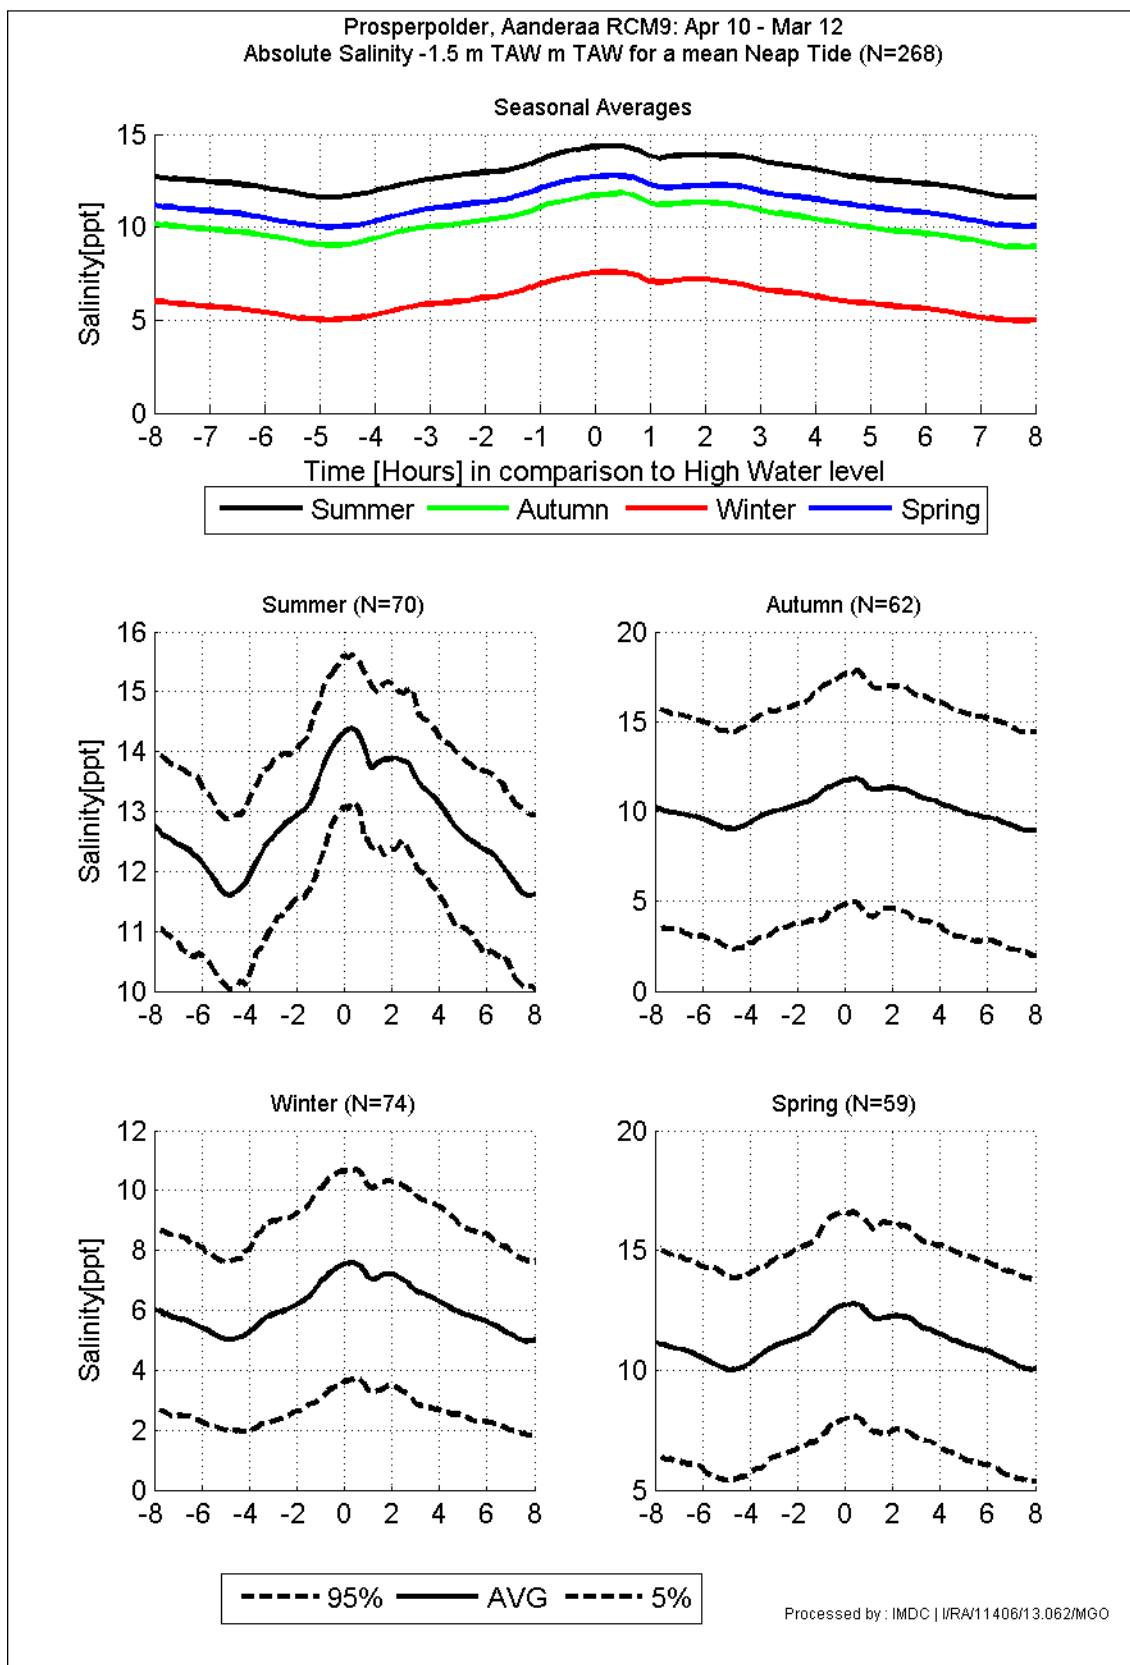 Prosperpolder, Aanderaa RCM9: Apr 10 - Mar 12
Absolute Salinity -1.5 m TAW m TAW for a mean Neap Tide (N=268)
Seasonal Averages
15
10
5
0
Salinity[ppt]
-8 -7 -6 -5 -4 -3 -2 -1 0 1 2 3 4 5 6 7 8
Time [Hours] in comparison to High Water level
Summer Autumn Winter Spring
Summer (N=70)
16
15
14
13
12
11
10
Salinity[ppt]
-8 -6 -4 -2 0 2 4 6 8
Autumn (N=62)
20
15
10
5
0
-8 -6 -4 -2 0 2 4 6 8
Winter (N=74)
12
10
8
6
4
2
0
Salinity[ppt]
-8 -6 -4 -2 0 2 4 6 8
Spring (N=59)
20
15
10
5
-8 -6 -4 -2 0 2 4 6 8
95% AVG 5%
Processed by : IMDC | I/RA/11406/13.062/MGO